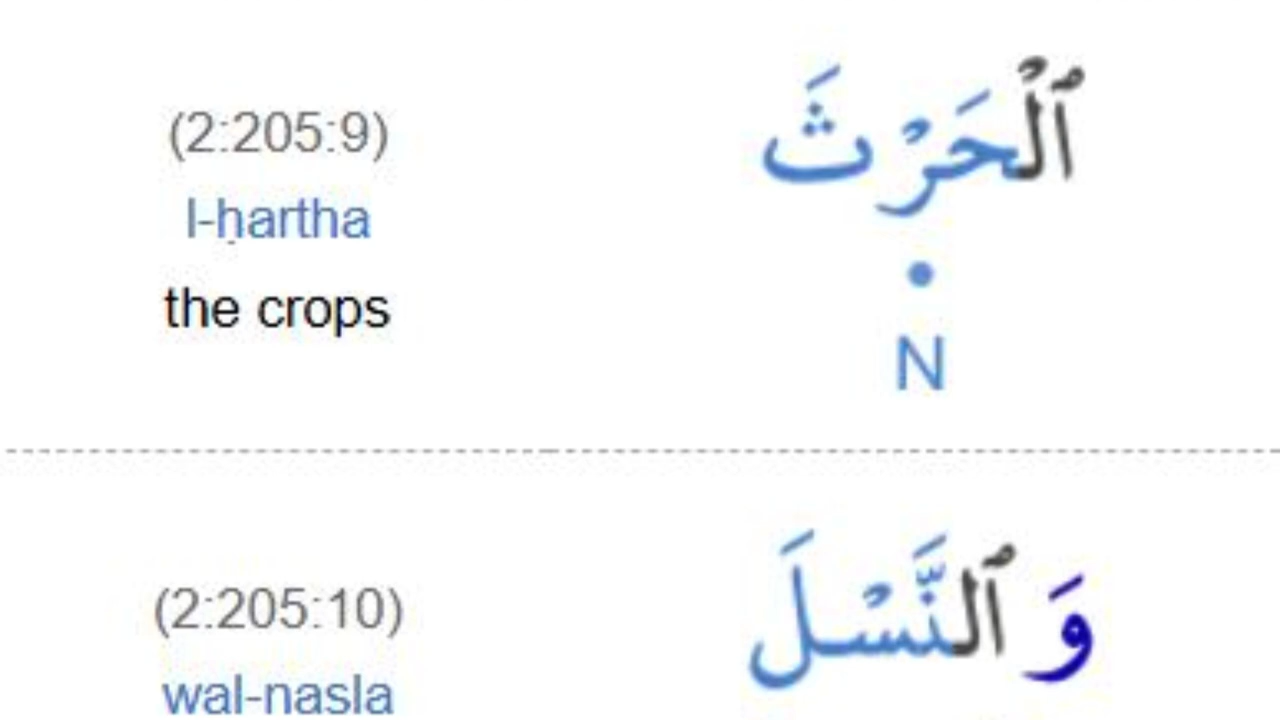 (2:205:9)
l-ḥartha
the crops
ٱلْحَرْثَ
N
(2:205:10)
wal-nasla
وَ ٱلنَّسْلَ